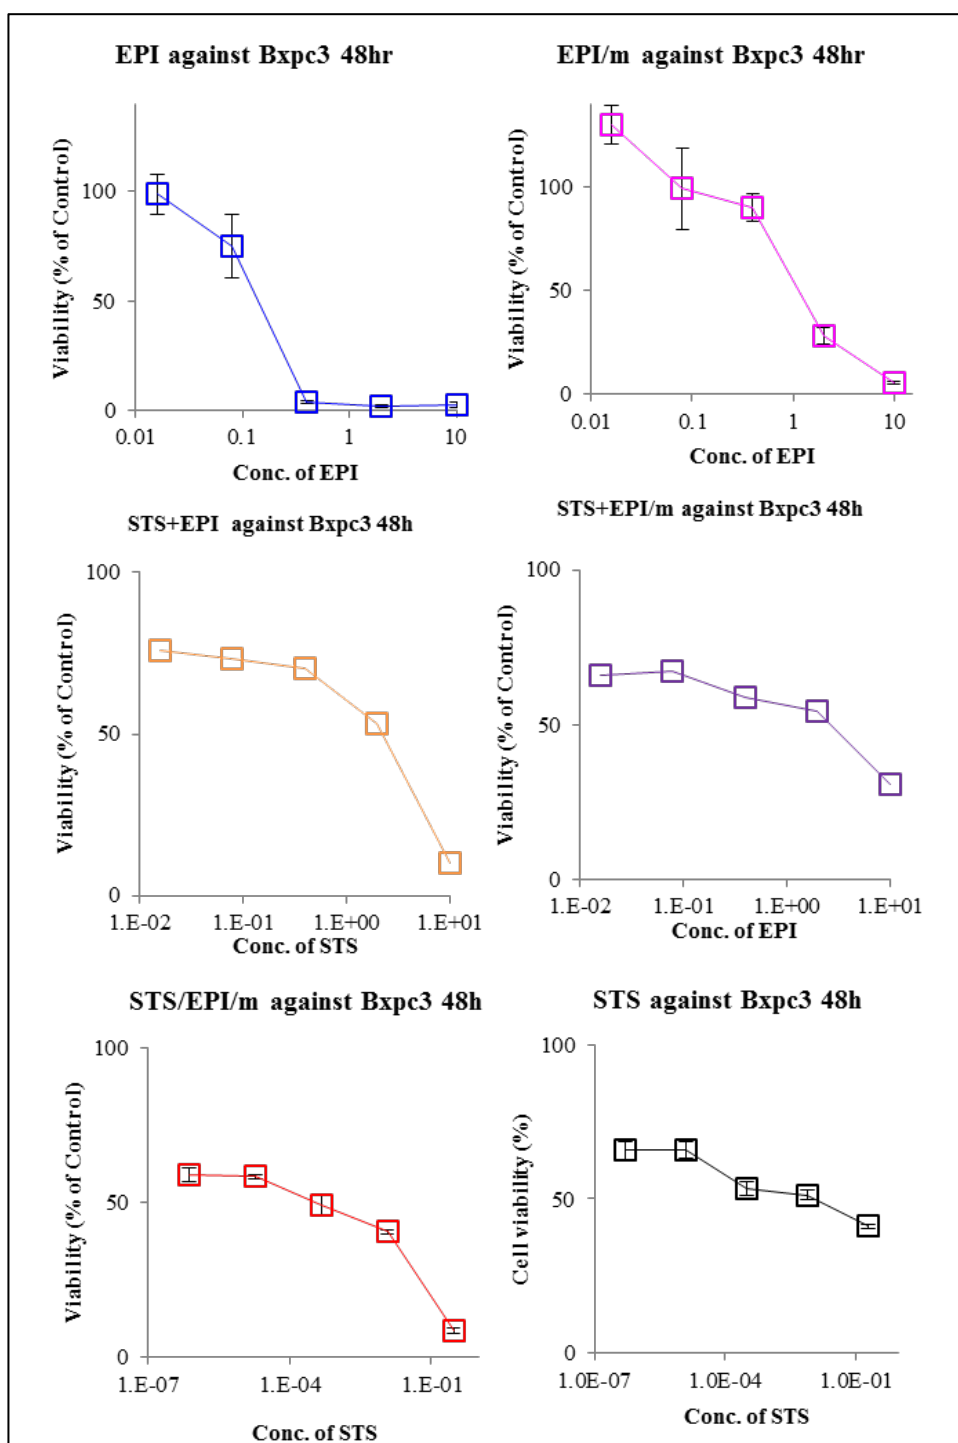 EPI against Bxpc3 48hr
Viability (% of Control)
100
50
0
0.01 0.1 1 10
Conc. of EPI
EPI/m against Bxpc3 48hr
Viability (% of Control)
100
50
0
0.01 0.1 1 10
Conc. of EPI
STS+EPI against Bxpc3 48h
Viability (% of Control)
100
50
0
1.E-02 1.E-01 1.E+00 1.E+01
Conc. of STS
STS+EPI/m against Bxpc3 48h
Viability (% of Control)
100
50
0
1.E-02 1.E-01 1.E+00 1.E+01
Conc. of EPI
STS/EPI/m against Bxpc3 48h
Viability (% of Control)
100
50
0
1.E-07 1.E-04 1.E-01
Conc. of STS
STS against Bxpc3 48h
Cell viability (%)
100
50
0
1.0E-07 1.0E-04 1.0E-01
Conc. of STS